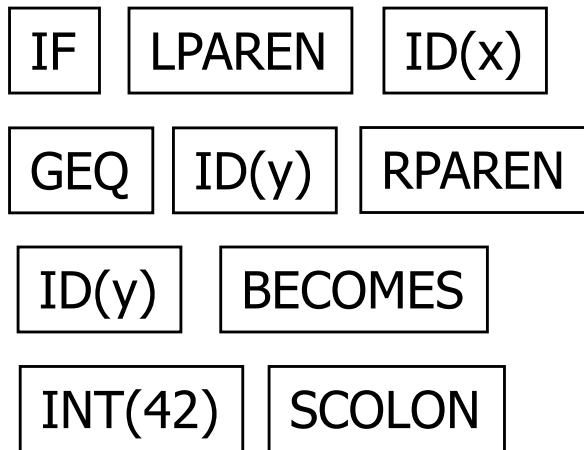 IF LPAREN ID(x)
GEQ ID(y) RPAREN
ID(y) BECOMES
INT(42) SCOLON